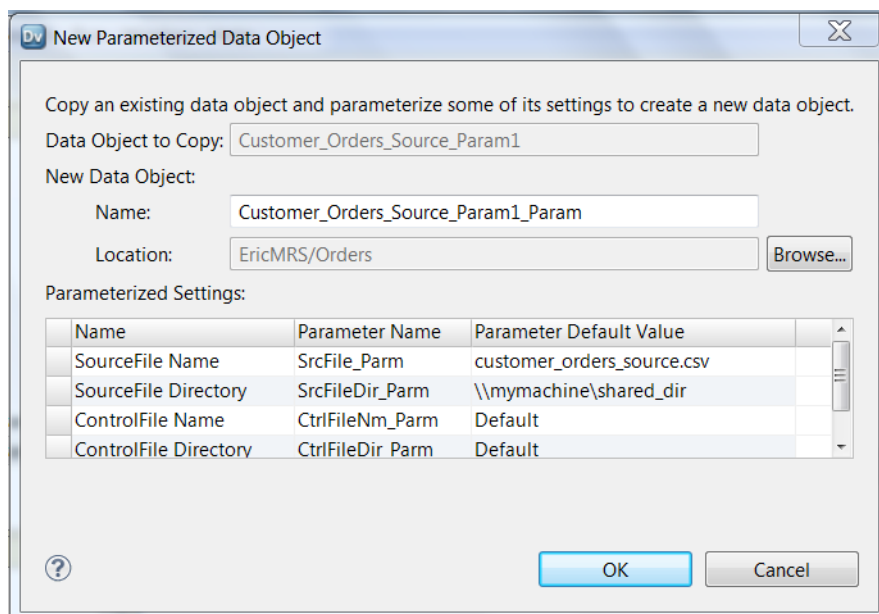 Dv New Parameterized Data Object
Copy an existing data object and parameterize some of its settings to create a new data object.
Data Object to Copy: Customer_Orders_Source_Param1
New Data Object:
Name: Customer_Orders_Source_Param1_Param
Location: EricMRS/Orders Browse...
Parameterized Settings:
Name Parameter Name Parameter Default Value
SourceFile Name SrcFile_Parm customer_orders_source.csv
SourceFile Directory SrcFileDir_Parm \\mymachine\shared_dir
ControlFile Name CtrlFileNm_Parm Default
ControlFile Directory CtrlFileDir_Parm Default
? OK Cancel